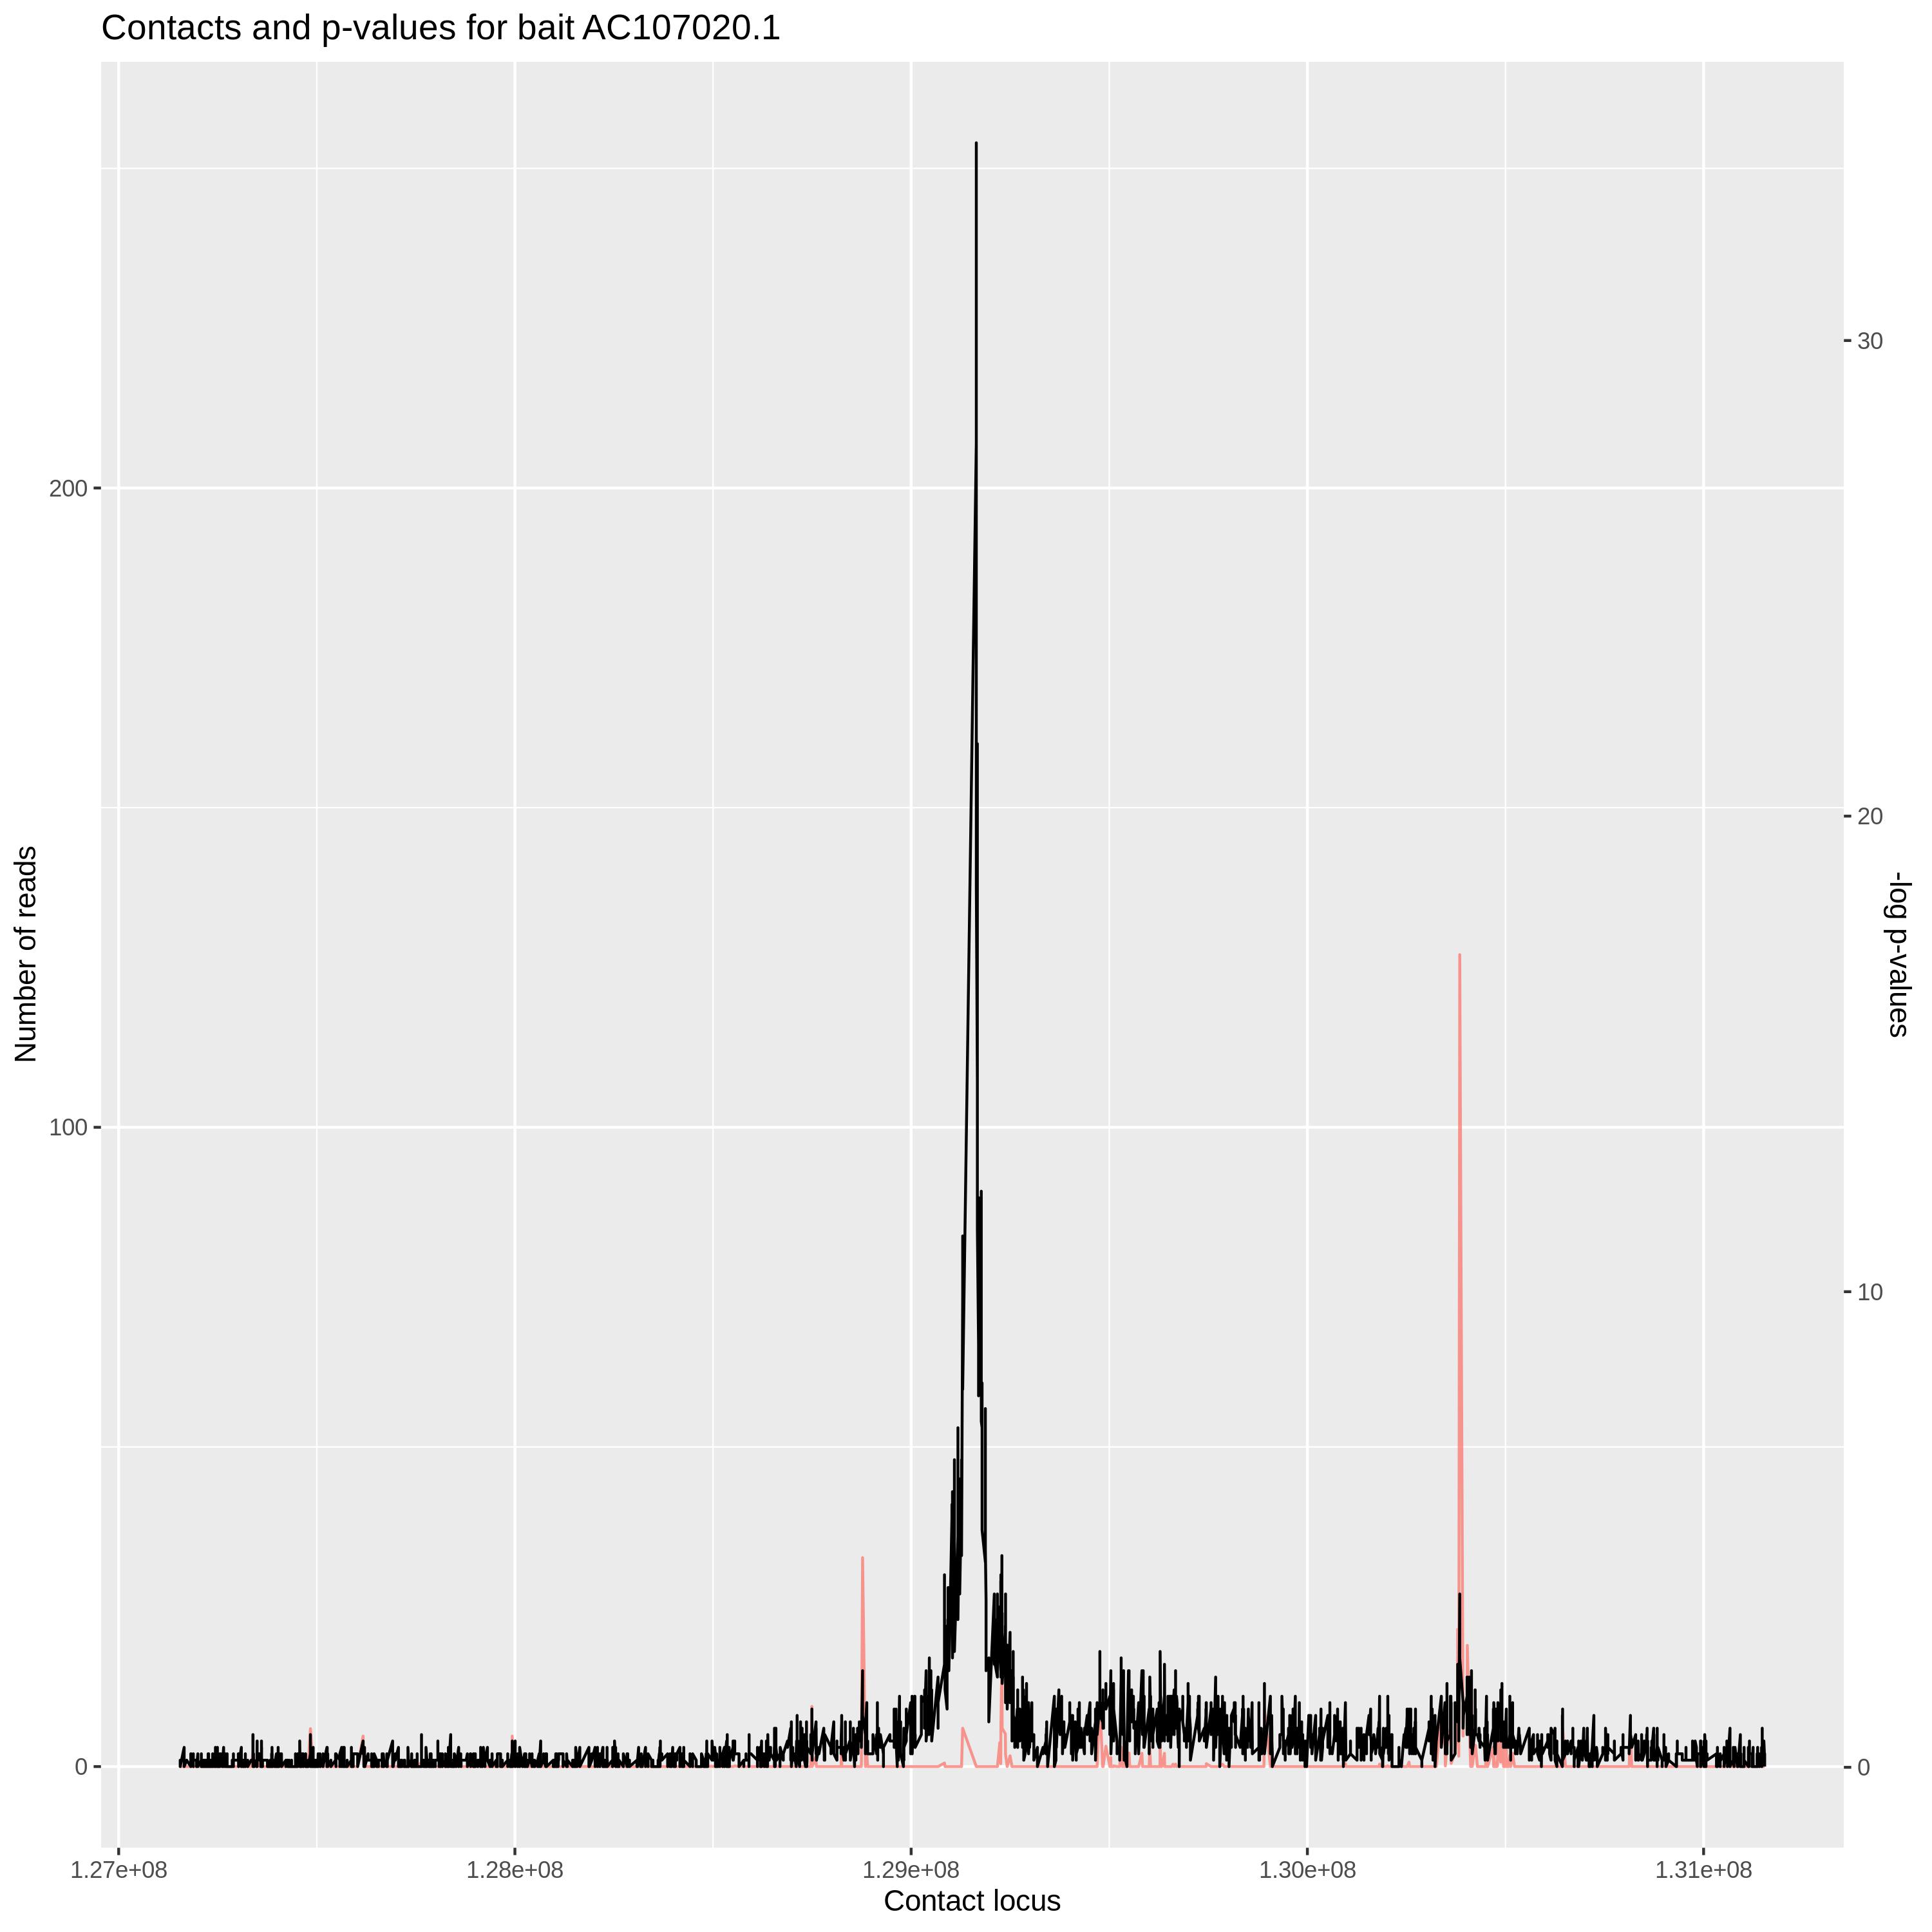 Contacts and p-values for bait AC107020.1
Number of reads
200
100
0
30
20
10
0
-log p-values
1.27e+08
1.28e+08
1.29e+08
1.30e+08
1.31e+08
Contact locus